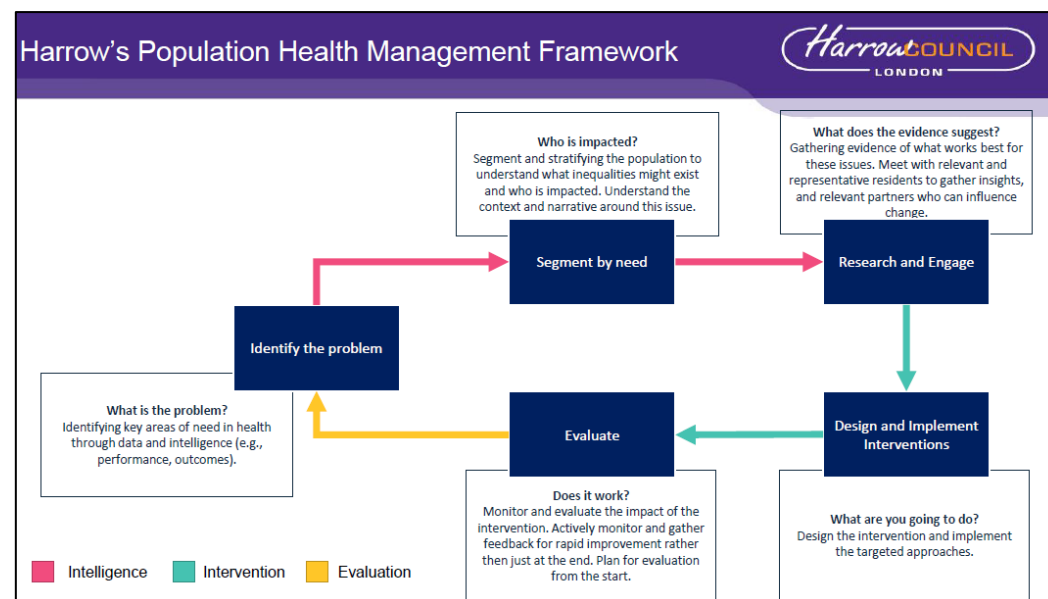 Harrow's Population Health Management Framework
HarrowCOUNCIL
LONDON
Who is impacted?
Segment and stratifying the population to
understand what inequalities might exist
and who is impacted. Understand the
context and narrative around this issue.
What does the evidence suggest?
Gathering evidence of what works best for
these issues. Meet with relevant and
representative residents to gather insights,
and relevant partners who can influence
change.
Segment by need
Research and Engage
Identify the problem
What is the problem?
Identifying key areas of need in health
through data and intelligence (e.g.,
performance, outcomes).
Evaluate
Design and Implement
Interventions
Does it work?
Monitor and evaluate the impact of the
intervention. Actively monitor and gather
feedback for rapid improvement rather
then just at the end. Plan for evaluation
from the start.
What are you going to do?
Design the intervention and implement
the targeted approaches.
Intelligence
Intervention
Evaluation